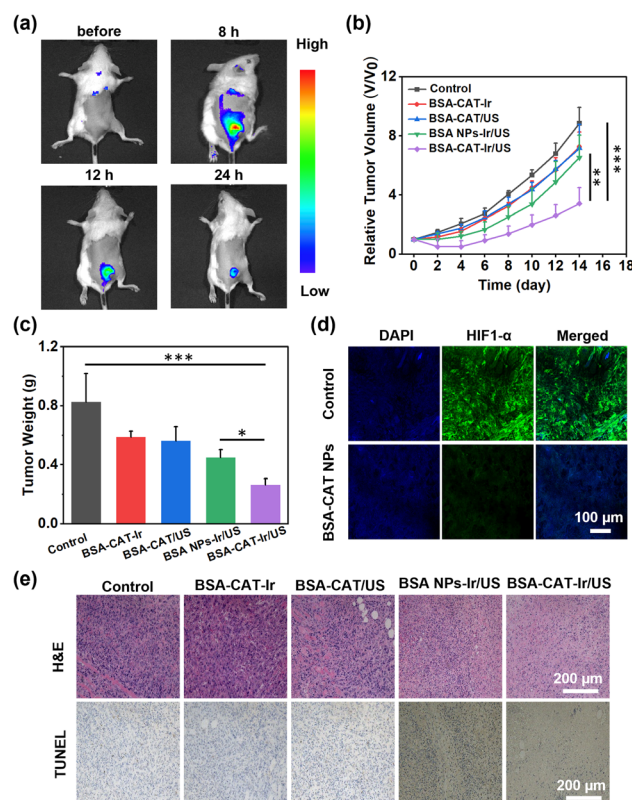 (a)
before
8 h
12 h
24 h
High
Low
(b)
Relative Tumor Volume (V/V0)
12
9
6
3
0
0 2 4 6 8 10 12 14 16 18
Time (day)
Control
BSA-CAT-Ir
BSA-CAT/US
BSA NPs-Ir/US
BSA-CAT-Ir/US
**
***
(c)
Tumor Weight (g)
1.2
0.8
0.4
0.0
***
*
Control
BSA-CAT-Ir
BSA-CAT/US
BSA NPs-Ir/US
BSA-CAT-Ir/US
(d)
DAPI
HIF1-α
Merged
Control
BSA-CAT NPs
100 μm
(e)
Control
BSA-CAT-Ir
BSA-CAT/US
BSA NPs-Ir/US
BSA-CAT-Ir/US
H&E
200 μm
TUNEL
200 μm